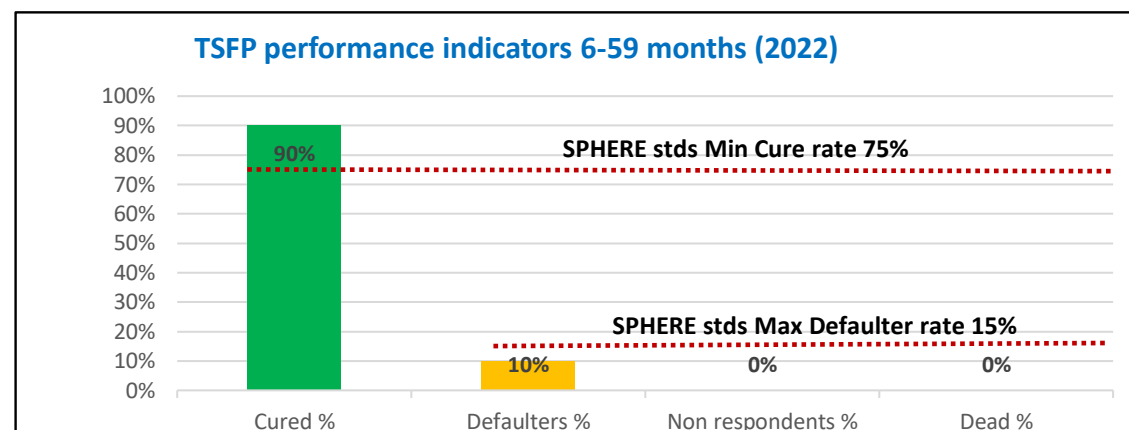 TSFP performance indicators 6-59 months (2022)
100%
90%
80%
70%
60%
50%
40%
30%
20%
10%
0%
90%
SPHERE stds Min Cure rate 75%
SPHERE stds Max Defaulter rate 15%
10%
0%
0%
Cured %
Defaulters %
Non respondents %
Dead %